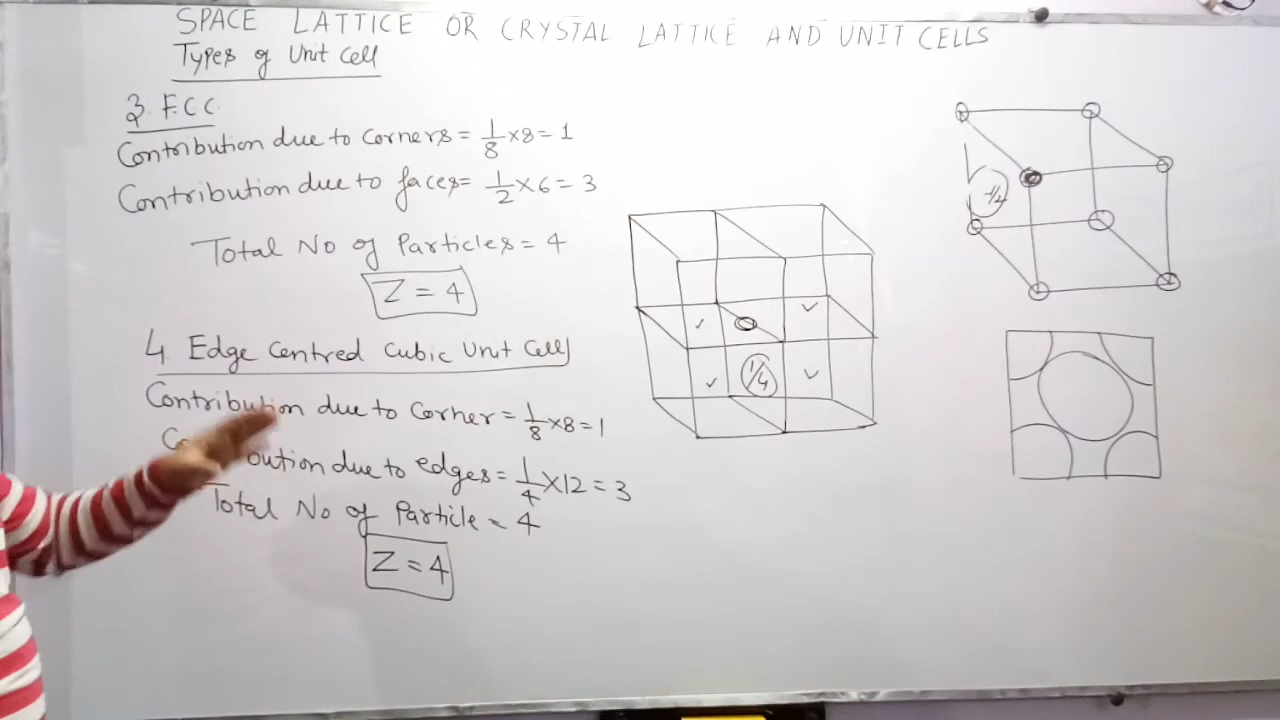 SPACE LATTICE OR CRYSTAL LATTICE AND UNIT CELLS
Types of Unit Cell
3 F.C.C.
Contribution due to Corners = 1/8 ×8 = 1
Contribution due to faces = 1/2 × 6 = 3
Total No of Particles = 4
Z = 4
4 Edge Centred Cubic Unit Cell
Contribution due to Corner = 1/8 ×8 = 1
due to edges = 1/4 ×12 = 3
Total No of Particle = 4
Z = 4
1/4
1/2